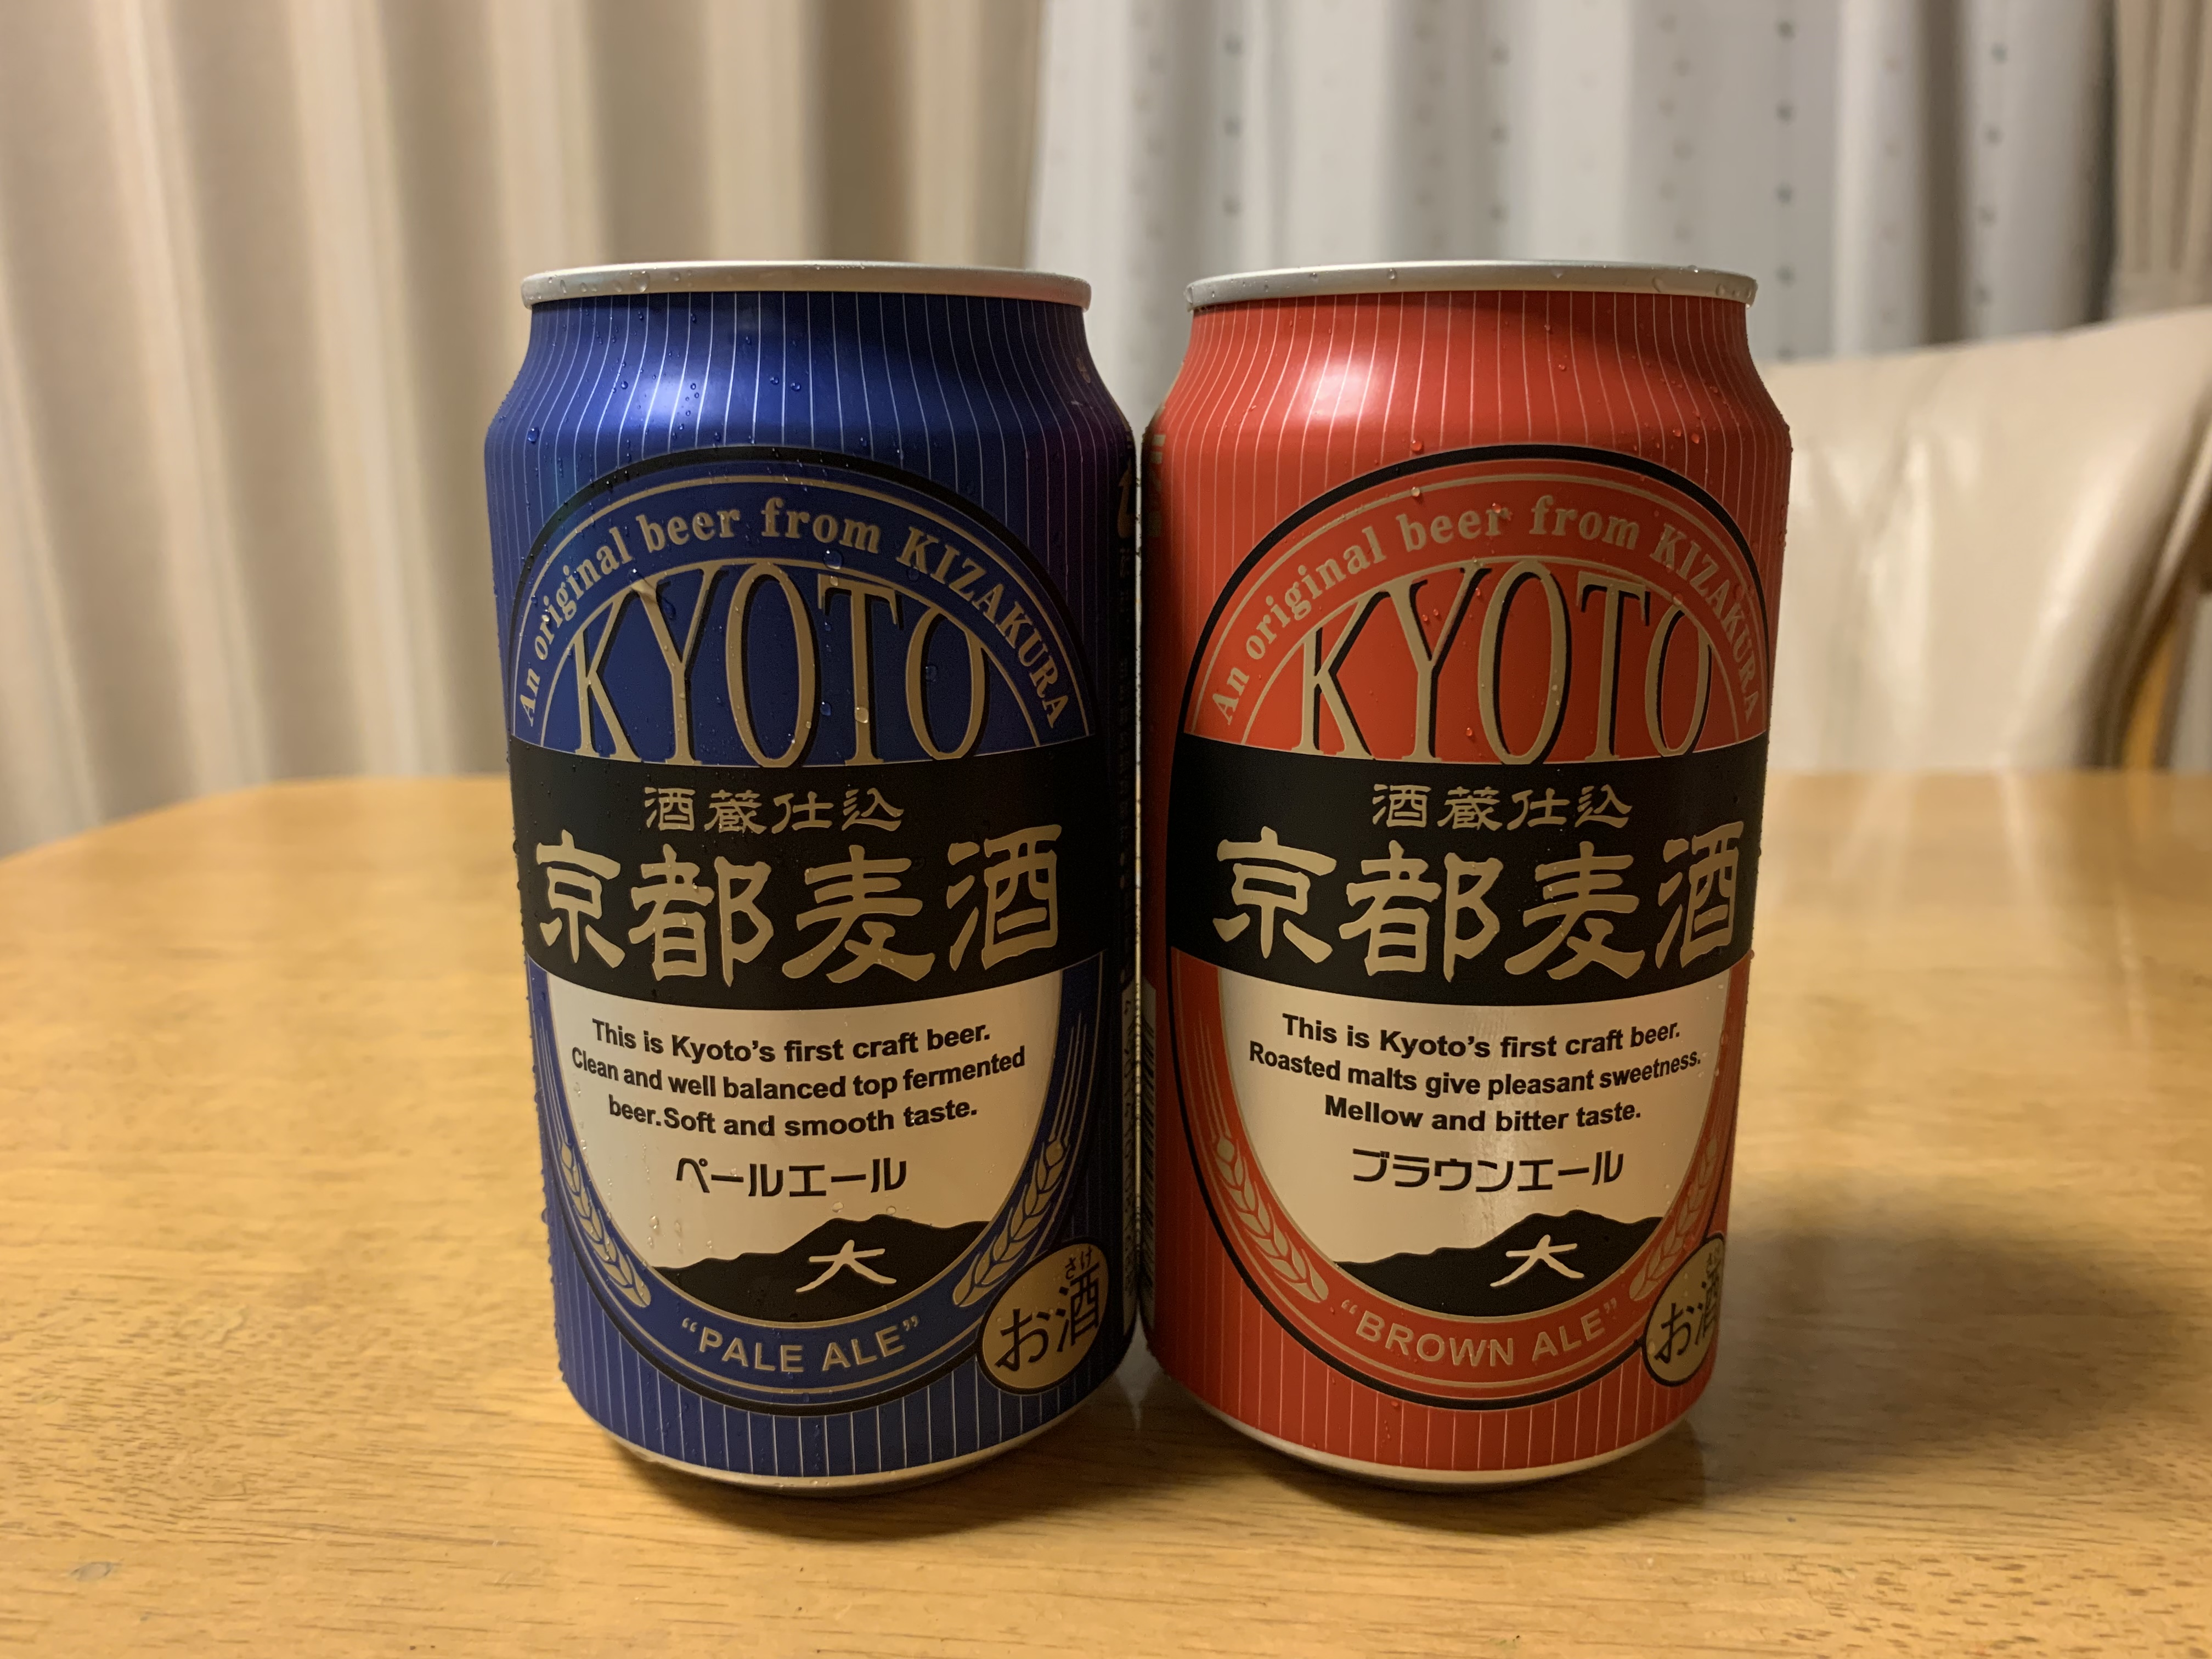 An original beer from KIZAKURA
KYOTO
酒蔵仕込
京都麦酒
This is Kyoto's first craft beer.
Clean and well balanced top fermented
beer.Soft and smooth taste.
ペールエール
大
"PALE ALE"
さけ
お酒
An original beer from KIZAKURA
KYOTO
酒蔵仕込
京都麦酒
This is Kyoto's first craft beer.
Roasted malts give pleasant sweetness.
Mellow and bitter taste.
ブラウンエール
大
"BROWN ALE"
お酒